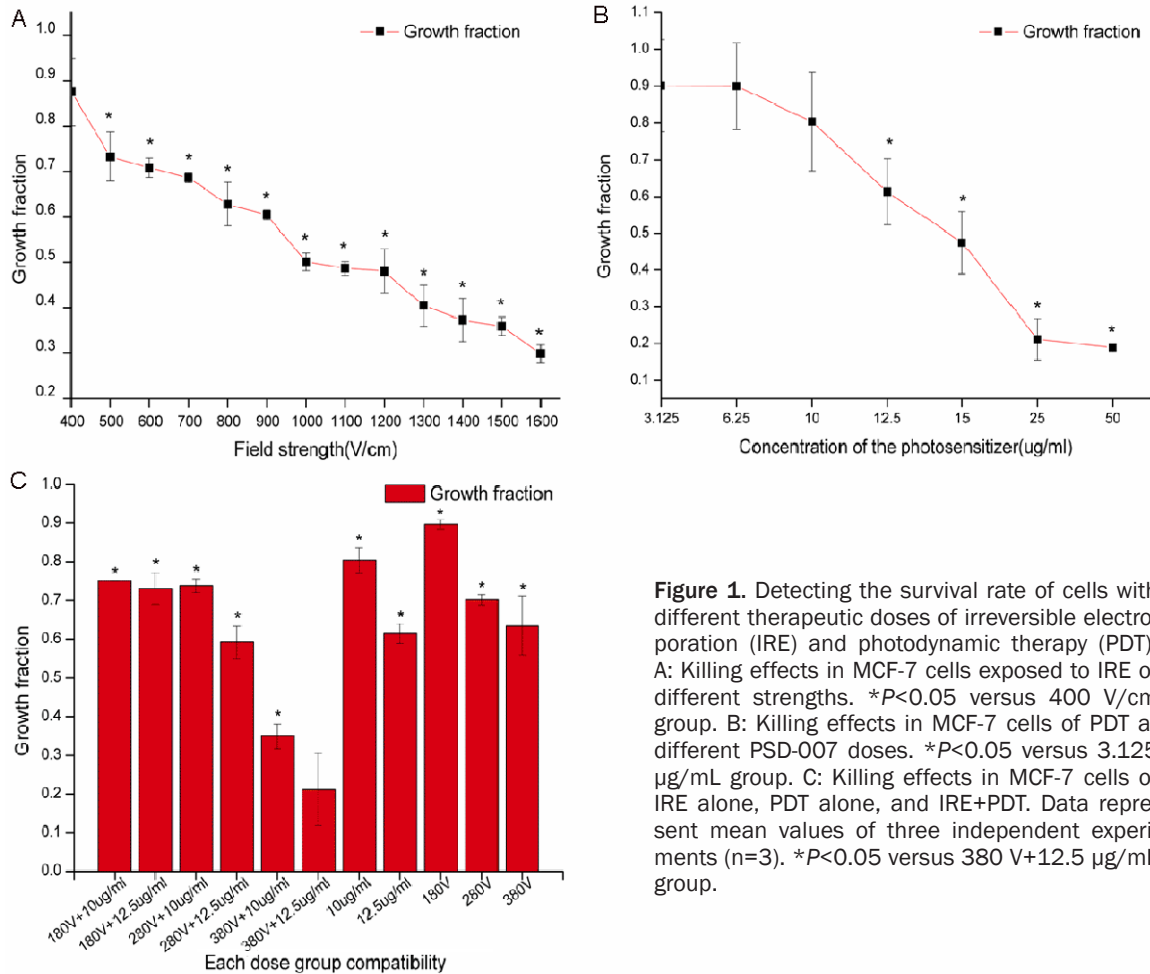 A
Growth fraction
1.0
0.9
0.8
0.7
0.6
0.5
0.4
0.3
0.2
Growth fraction
* * * * * * * * * * * *
400 500 600 700 800 900 1000 1100 1200 1300 1400 1500 1600
Field strength(V/cm)
B
Growth fraction
1.1
1.0
0.9
0.8
0.7
0.6
0.5
0.4
0.3
0.2
0.1
Growth fraction
* * * *
3.125 6.25 10 12.5 15 25 50
Concentration of the photosensitizer(ug/ml)
C
Growth fraction
1.0
0.9
0.8
0.7
0.6
0.5
0.4
0.3
0.2
0.1
0.0
Growth fraction
* * * * * * * * * *
180V+10ug/ml
180V+12.5ug/ml
280V+10ug/ml
280V+12.5ug/ml
380V+10ug/ml
380V+12.5ug/ml
10ug/ml
12.5ug/ml
180V
280V
380V
Each dose group compatibility
Figure 1. Detecting the survival rate of cells with
different therapeutic doses of irreversible electro-
poration (IRE) and photodynamic therapy (PDT)
A: Killing effects in MCF-7 cells exposed to IRE o
different strengths. *P<0.05 versus 400 V/cm
group. B: Killing effects in MCF-7 cells of PDT a
different PSD-007 doses. *P<0.05 versus 3.125
µg/mL group. C: Killing effects in MCF-7 cells o
IRE alone, PDT alone, and IRE+PDT. Data repre-
sent mean values of three independent experi-
ments (n=3). *P<0.05 versus 380 V+12.5 µg/ml
group.